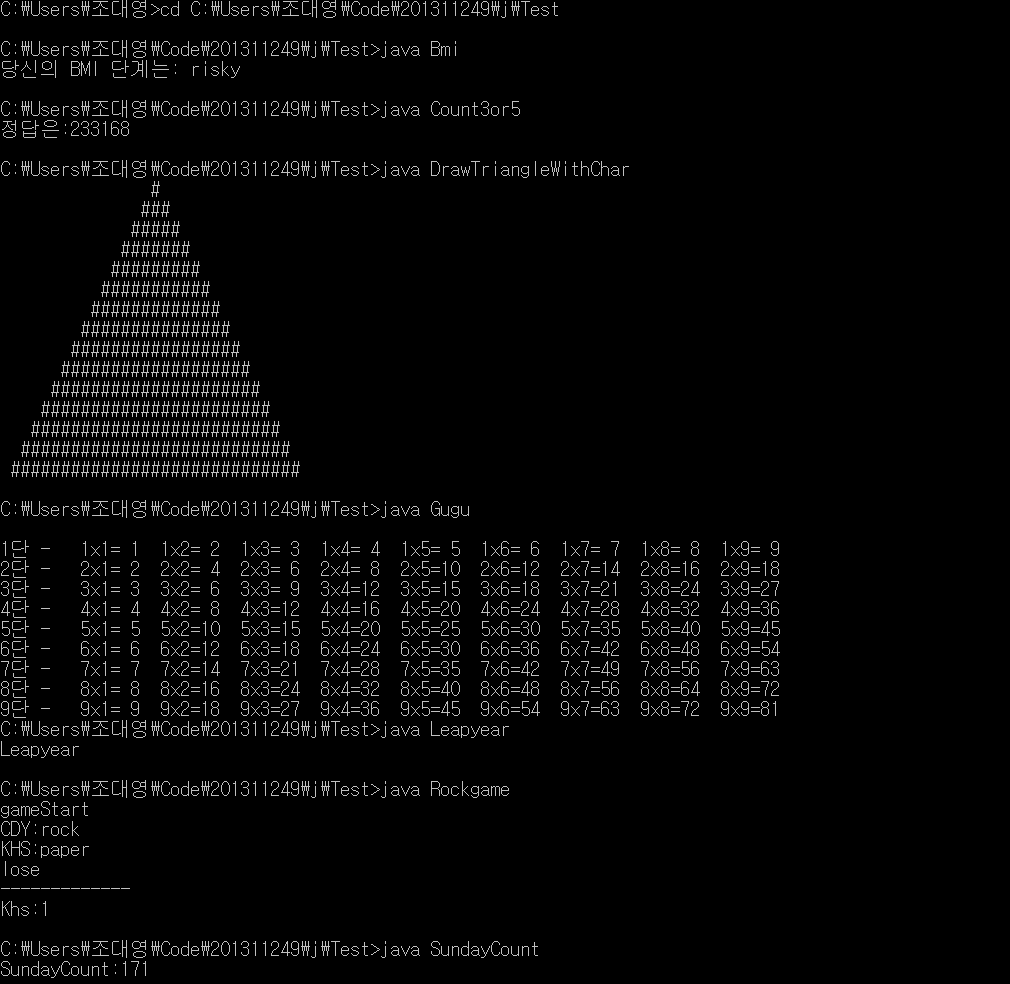 C:₩Users₩조대영>cd C:₩Users₩조대영₩Code₩201311249₩j₩Test
C:₩Users₩조대영₩Code₩201311249₩j₩Test>java Bmi
당신의 BMI 단계는: risky
C:₩Users₩조대영₩Code₩201311249₩j₩Test>java Count3or5
정답은:233168
C:₩Users₩조대영₩Code₩201311249₩j₩Test>java DrawTriangleWithChar
#
###
#####
#######
#########
###########
#############
###############
#################
###################
#####################
#######################
#########################
###########################
#############################
C:₩Users₩조대영₩Code₩201311249₩j₩Test>java Gugu
1단 -   1x1= 1  1x2= 2  1x3= 3  1x4= 4  1x5= 5  1x6= 6  1x7= 7  1x8= 8  1x9= 9
2단 -   2x1= 2  2x2= 4  2x3= 6  2x4= 8  2x5=10  2x6=12  2x7=14  2x8=16  2x9=18
3단 -   3x1= 3  3x2= 6  3x3= 9  3x4=12  3x5=15  3x6=18  3x7=21  3x8=24  3x9=27
4단 -   4x1= 4  4x2= 8  4x3=12  4x4=16  4x5=20  4x6=24  4x7=28  4x8=32  4x9=36
5단 -   5x1= 5  5x2=10  5x3=15  5x4=20  5x5=25  5x6=30  5x7=35  5x8=40  5x9=45
6단 -   6x1= 6  6x2=12  6x3=18  6x4=24  6x5=30  6x6=36  6x7=42  6x8=48  6x9=54
7단 -   7x1= 7  7x2=14  7x3=21  7x4=28  7x5=35  7x6=42  7x7=49  7x8=56  7x9=63
8단 -   8x1= 8  8x2=16  8x3=24  8x4=32  8x5=40  8x6=48  8x7=56  8x8=64  8x9=72
9단 -   9x1= 9  9x2=18  9x3=27  9x4=36  9x5=45  9x6=54  9x7=63  9x8=72  9x9=81
C:₩Users₩조대영₩Code₩201311249₩j₩Test>java Leapyear
Leapyear
C:₩Users₩조대영₩Code₩201311249₩j₩Test>java Rockgame
gameStart
CDY:rock
KHS:paper
lose
-------------
Khs:1
C:₩Users₩조대영₩Code₩201311249₩j₩Test>java SundayCount
SundayCount:171